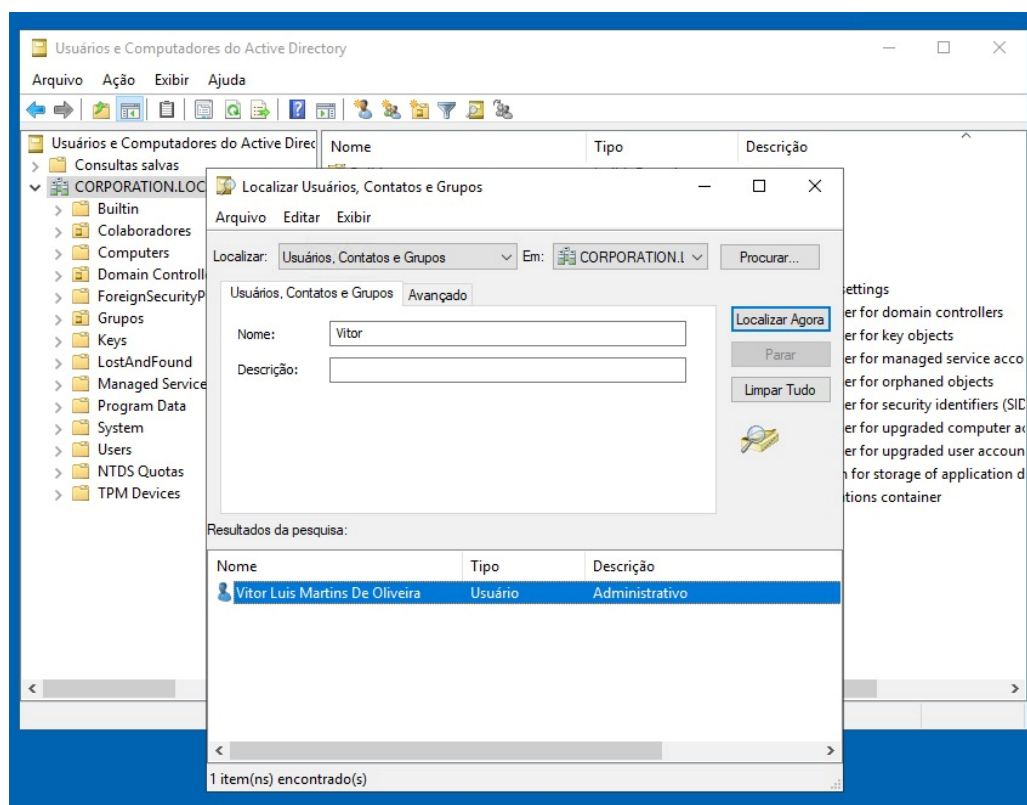 Usuários e Computadores do Active Directory
Arquivo Ação Exibir Ajuda
Usuários e Computadores do Active Direc
Nome Tipo Descrição
Consultas salvas
CORPORATION.LOC
Builtin
Colaboradores
Computers
Domain Controll
ForeignSecurityP
Grupos
Keys
LostAndFound
Managed Service
Program Data
System
Users
NTDS Quotas
TPM Devices
Localizar Usuários, Contatos e Grupos
Arquivo Editar Exibir
Localizar: Usuários, Contatos e Grupos Em: CORPORATION.L Procurar...
Usuários, Contatos e Grupos Avançado
Nome: Vitor
Descrição:
Localizar Agora
Parar
Limpar Tudo
Resultados da pesquisa:
Nome Tipo Descrição
Vitor Luis Martins De Oliveira Usuário Administrativo
1 item(ns) encontrado(s)
settings
er for domain controllers
er for key objects
er for managed service acco
er for orphaned objects
er for security identifiers (SID
er for upgraded computer a
er for upgraded user accoun
n for storage of application d
itions container